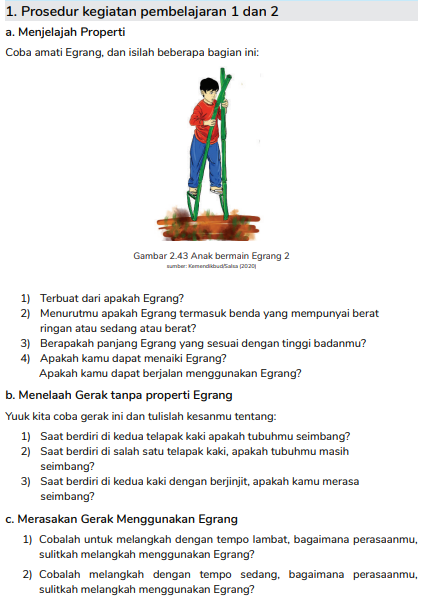 1. Prosedur kegiatan pembelajaran 1 dan 2
a. Menjelajah Properti
Coba amati Egrang, dan isilah beberapa bagian ini:
Gambar 2.43 Anak bermain Egrang 2
sumber: Kemendikbud/Salsa (2020)
1) Terbuat dari apakah Egrang?
2) Menurutmu apakah Egrang termasuk benda yang mempunyai berat
ringan atau sedang atau berat?
3) Berapakah panjang Egrang yang sesuai dengan tinggi badanmu?
4) Apakah kamu dapat menaiki Egrang?
Apakah kamu dapat berjalan menggunakan Egrang?
b. Menelaah Gerak tanpa properti Egrang
Yuuk kita coba gerak ini dan tulislah kesanmu tentang:
1) Saat berdiri di kedua telapak kaki apakah tubuhmu seimbang?
2) Saat berdiri di salah satu telapak kaki, apakah tubuhmu masih
seimbang?
3) Saat berdiri di kedua kaki dengan berjinjit, apakah kamu merasa
seimbang?
c. Merasakan Gerak Menggunakan Egrang
1) Cobalah untuk melangkah dengan tempo lambat, bagaimana perasaanmu,
sulitkah melangkah menggunakan Egrang?
2) Cobalah melangkah dengan tempo sedang, bagaimana perasaanmu,
sulitkah melangkah menggunakan Egrang?